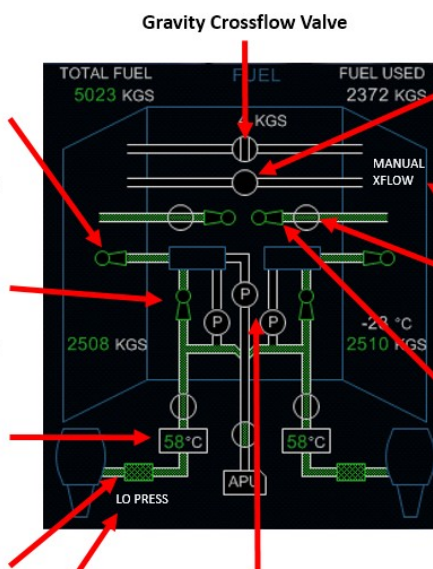 Gravity Crossflow Valve
TOTAL FUEL FUEL FUEL USED
5023 KGS 2372 KGS
4 KGS
MANUAL
XFLOW
P
P P
-23 °C
2508 KGS 2510 KGS
58°C 58°C
APU
LO PRESS